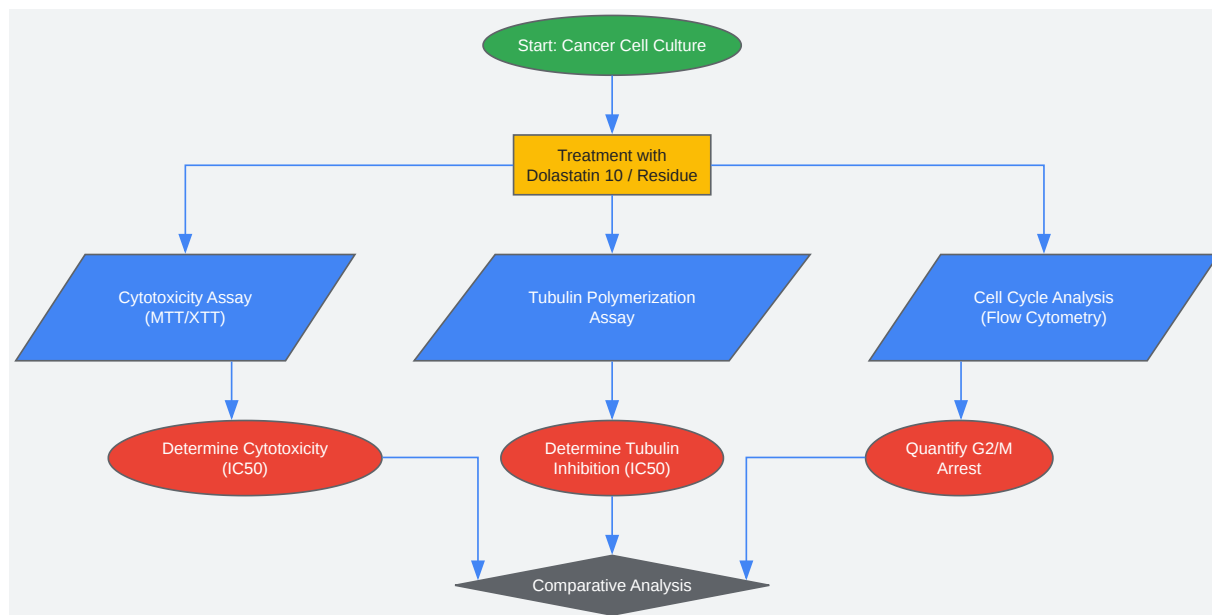 Start: Cancer Cell Culture
Treatment with
Dolastatin 10 / Residue
Cytotoxicity Assay
(MTT/XTT)
Tubulin Polymerization
Assay
Cell Cycle Analysis
(Flow Cytometry)
Determine Cytotoxicity
(IC50)
Determine Tubulin
Inhibition (IC50)
Quantify G2/M
Arrest
Comparative Analysis